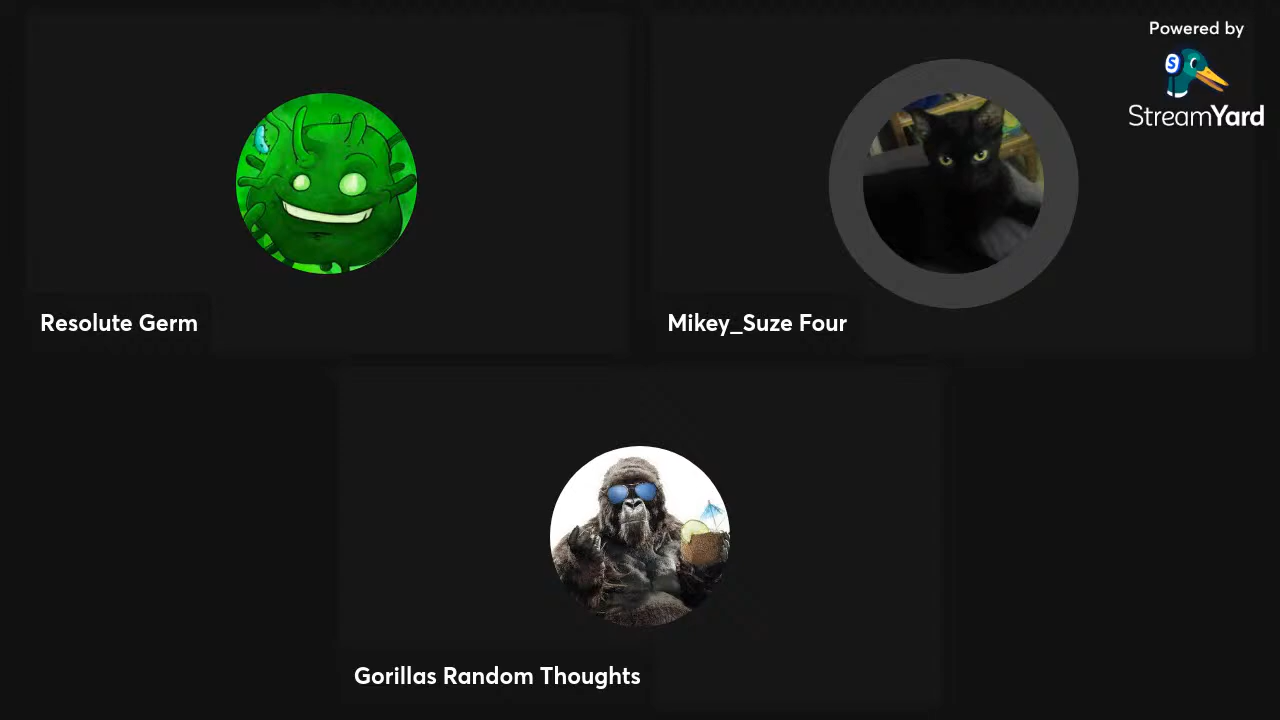 Powered by
S
StreamYard
Resolute Germ
Mikey_Suze Four
Gorillas Random Thoughts